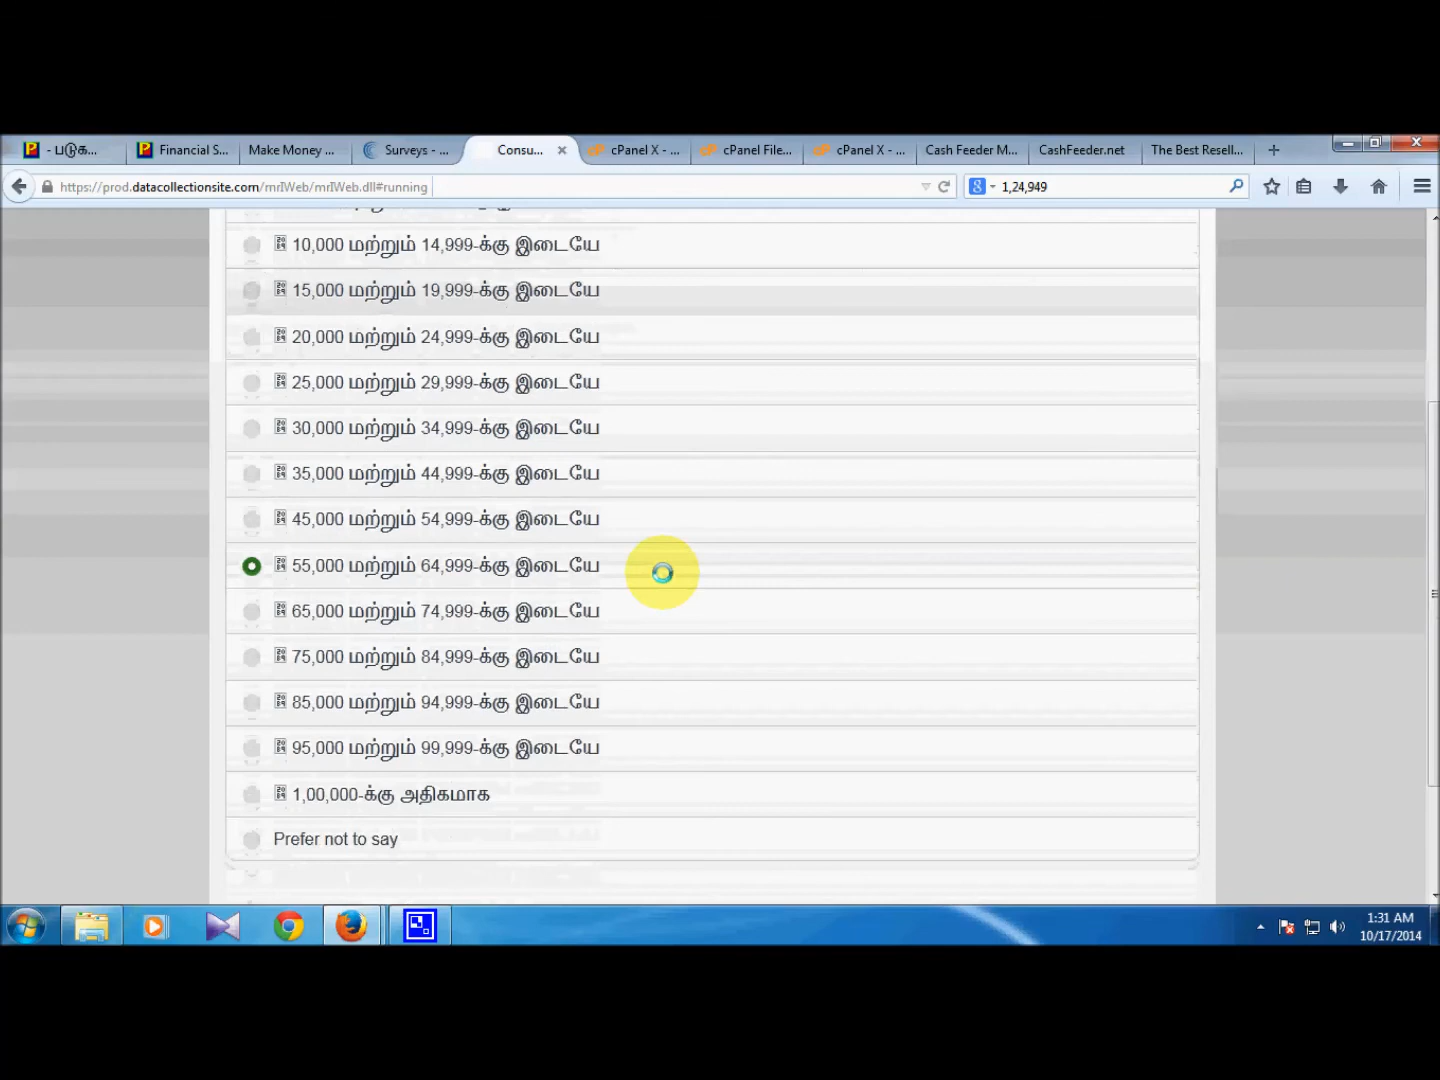 - படுக...
Financial S...
Make Money ...
Surveys - ...
Consu...
cPanel X - ...
cPanel File...
cPanel X - ...
Cash Feeder M...
CashFeeder.net
The Best Resell...
https://prod.datacollectionsite.com/mrIWeb/mrIWeb.dll#running
1,24,949
10,000 மற்றும் 14,999-க்கு இடையே
15,000 மற்றும் 19,999-க்கு இடையே
20,000 மற்றும் 24,999-க்கு இடையே
25,000 மற்றும் 29,999-க்கு இடையே
30,000 மற்றும் 34,999-க்கு இடையே
35,000 மற்றும் 44,999-க்கு இடையே
45,000 மற்றும் 54,999-க்கு இடையே
55,000 மற்றும் 64,999-க்கு இடையே
65,000 மற்றும் 74,999-க்கு இடையே
75,000 மற்றும் 84,999-க்கு இடையே
85,000 மற்றும் 94,999-க்கு இடையே
95,000 மற்றும் 99,999-க்கு இடையே
1,00,000-க்கு அதிகமாக
Prefer not to say
1:31 AM
10/17/2014